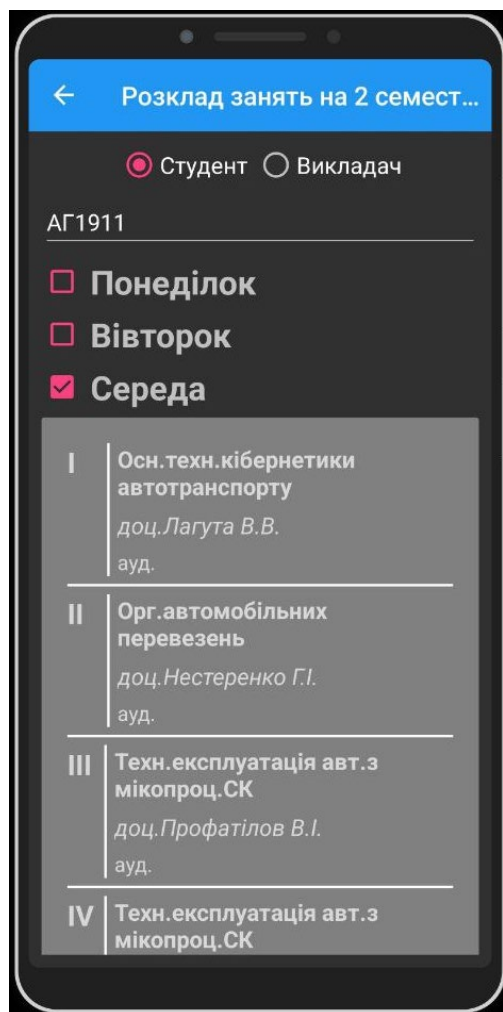 Розклад занять на 2 семест...
Студент Викладач
АГ1911
Понеділок
Вівторок
Середа
I Осн.техн.кібернетики
автотранспорту
доц.Лагута В.В.
ауд.
II Орг.автомобільних
перевезень
доц.Нестеренко Г.І.
ауд.
III Техн.експлуатація авт.з
мікопроц.СК
доц.Профатілов В.І.
ауд.
IV Техн.експлуатація авт.з
мікопроц.СК